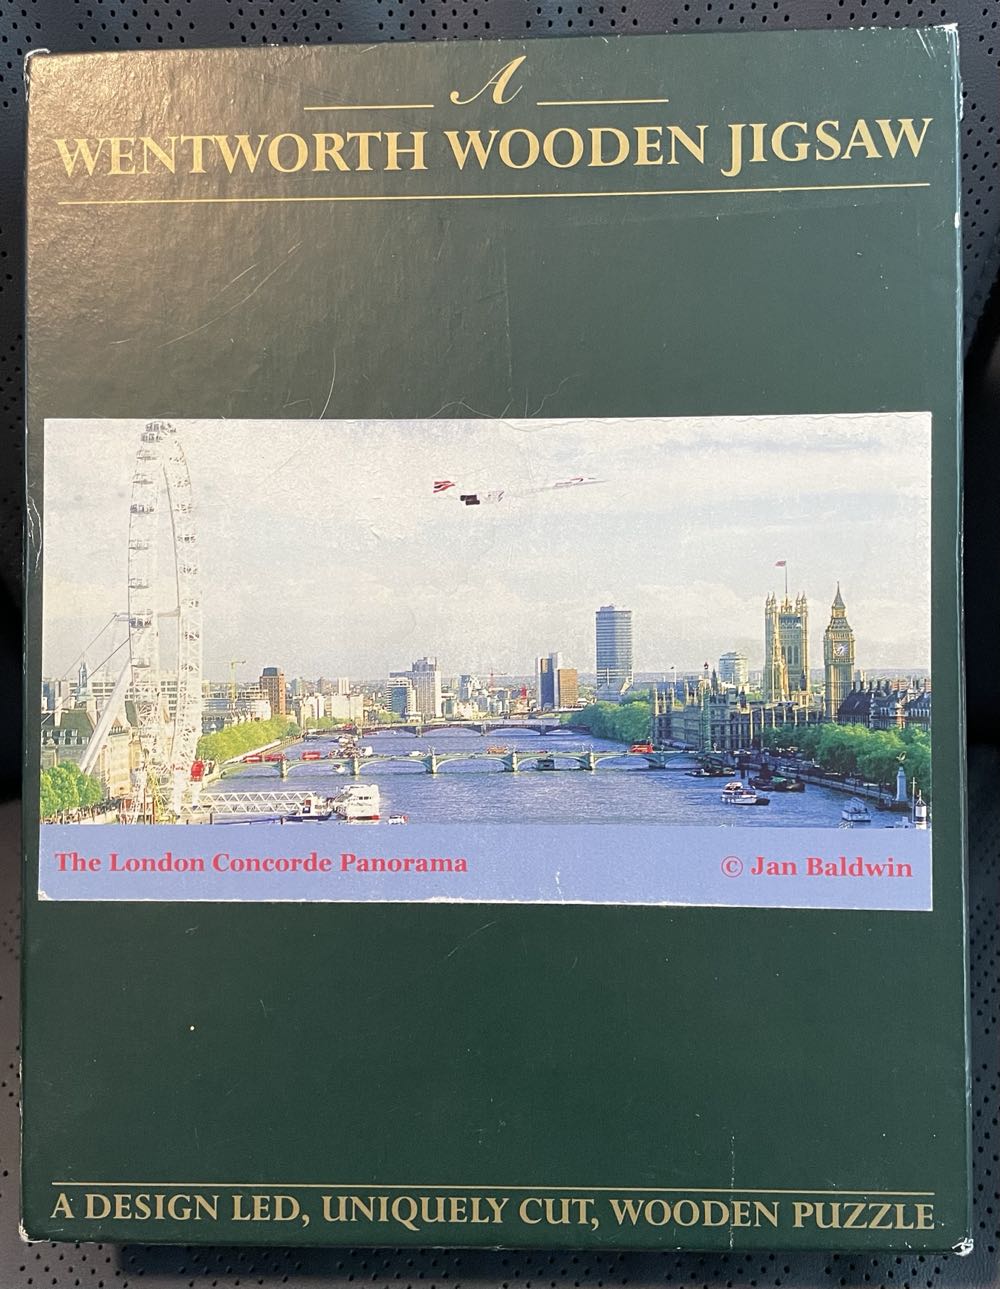 A
WENTWORTH WOODEN JIGSAW
The London Concorde Panorama
© Jan Baldwin
A DESIGN LED, UNIQUELY CUT, WOODEN PUZZLE